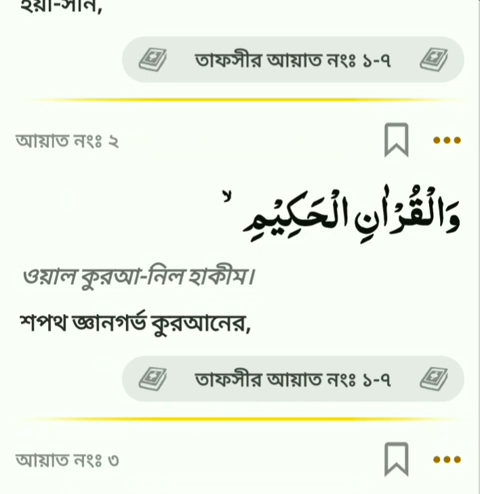 হয়া-সীন,
তাফসীর আয়াত নংঃ ১-৭
আয়াত নংঃ ২
وَالْقُرْاٰنِ الْحَكِيْمِ ۙ
ওয়াল কুরআ-নিল হাকীম।
শপথ জ্ঞানগর্ভ কুরআনের,
তাফসীর আয়াত নংঃ ১-৭
আয়াত নংঃ ৩